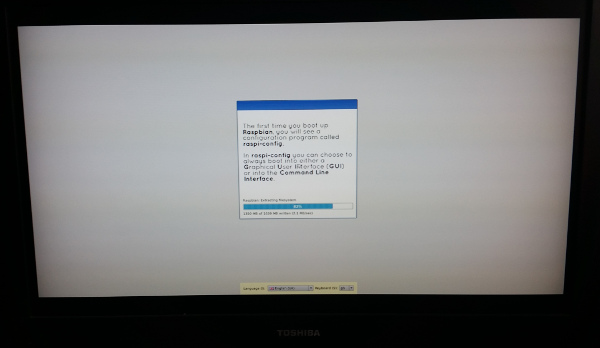 The first time you boot up
Raspbian, you will see a
configuration program called
raspi-config.
In raspi-config you can choose to
always boot into either a
Graphical User INterface (GUI)
or into the Command Line
Interface.
Raspbian: Extracting filesystem
written
Language
Keyboard
TOSHIBA